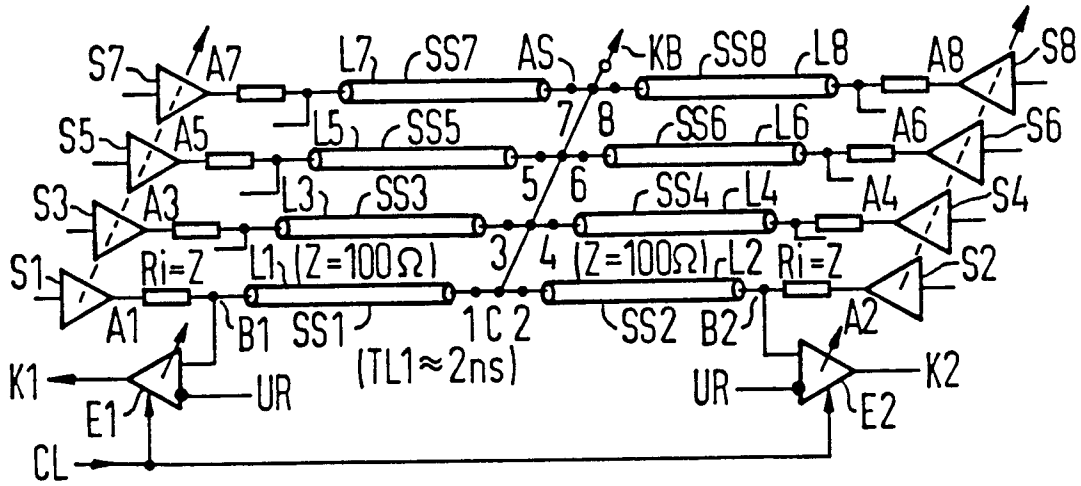 S7 A7 L7 SS7 AS KB SS8 L8 A8 S8
7 8
S5 A5 L5 SS5 SS6 L6 A6 S6
5 6
S3 A3 L3 SS3 SS4 L4 A4 S4
3 4
S1 Ri=Z L1 (Z=100Ω) (Z=100Ω) L2 Ri=Z S2
A1 B1 SS1 1 C 2 SS2 B2 A2
(TL1≈2ns)
K1 E1 UR UR E2 K2
CL